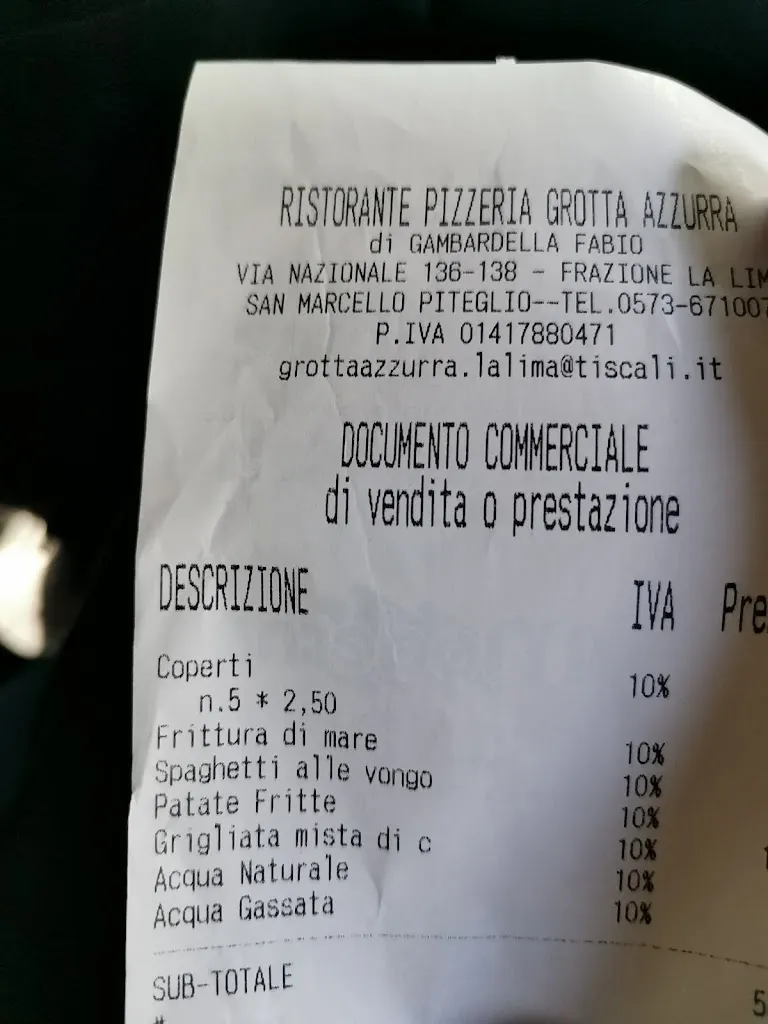 RISTORANTE PIZZERIA GROTTA AZZURRA
di GAMBARDELLA FABIO
VIA NAZIONALE 136-138 - FRAZIONE LA LIM
SAN MARCELLO PITEGLIO--TEL.0573-671007
P.IVA 01417880471
grottaazzurra.lalima@tiscali.it
DOCUMENTO COMMERCIALE
di vendita o prestazione
DESCRIZIONE IVA Pre
Coperti 10%
n.5 * 2,50
Frittura di mare 10%
Spaghetti alle vongo 10%
Patate Fritte 10%
Grigliata mista di c 10%
Acqua Naturale 10%
Acqua Gassata 10%
SUB-TOTALE 5